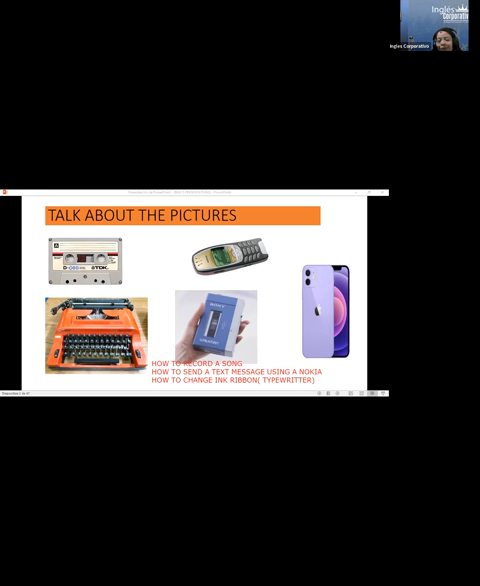 Inglés
Corporativo
Ingles Corporativo
TALK ABOUT THE PICTURES
A
TDK
HOW TO RECORD A SONG
HOW TO SEND A TEXT MESSAGE USING A NOKIA
HOW TO CHANGE INK RIBBON( TYPEWRITTER)